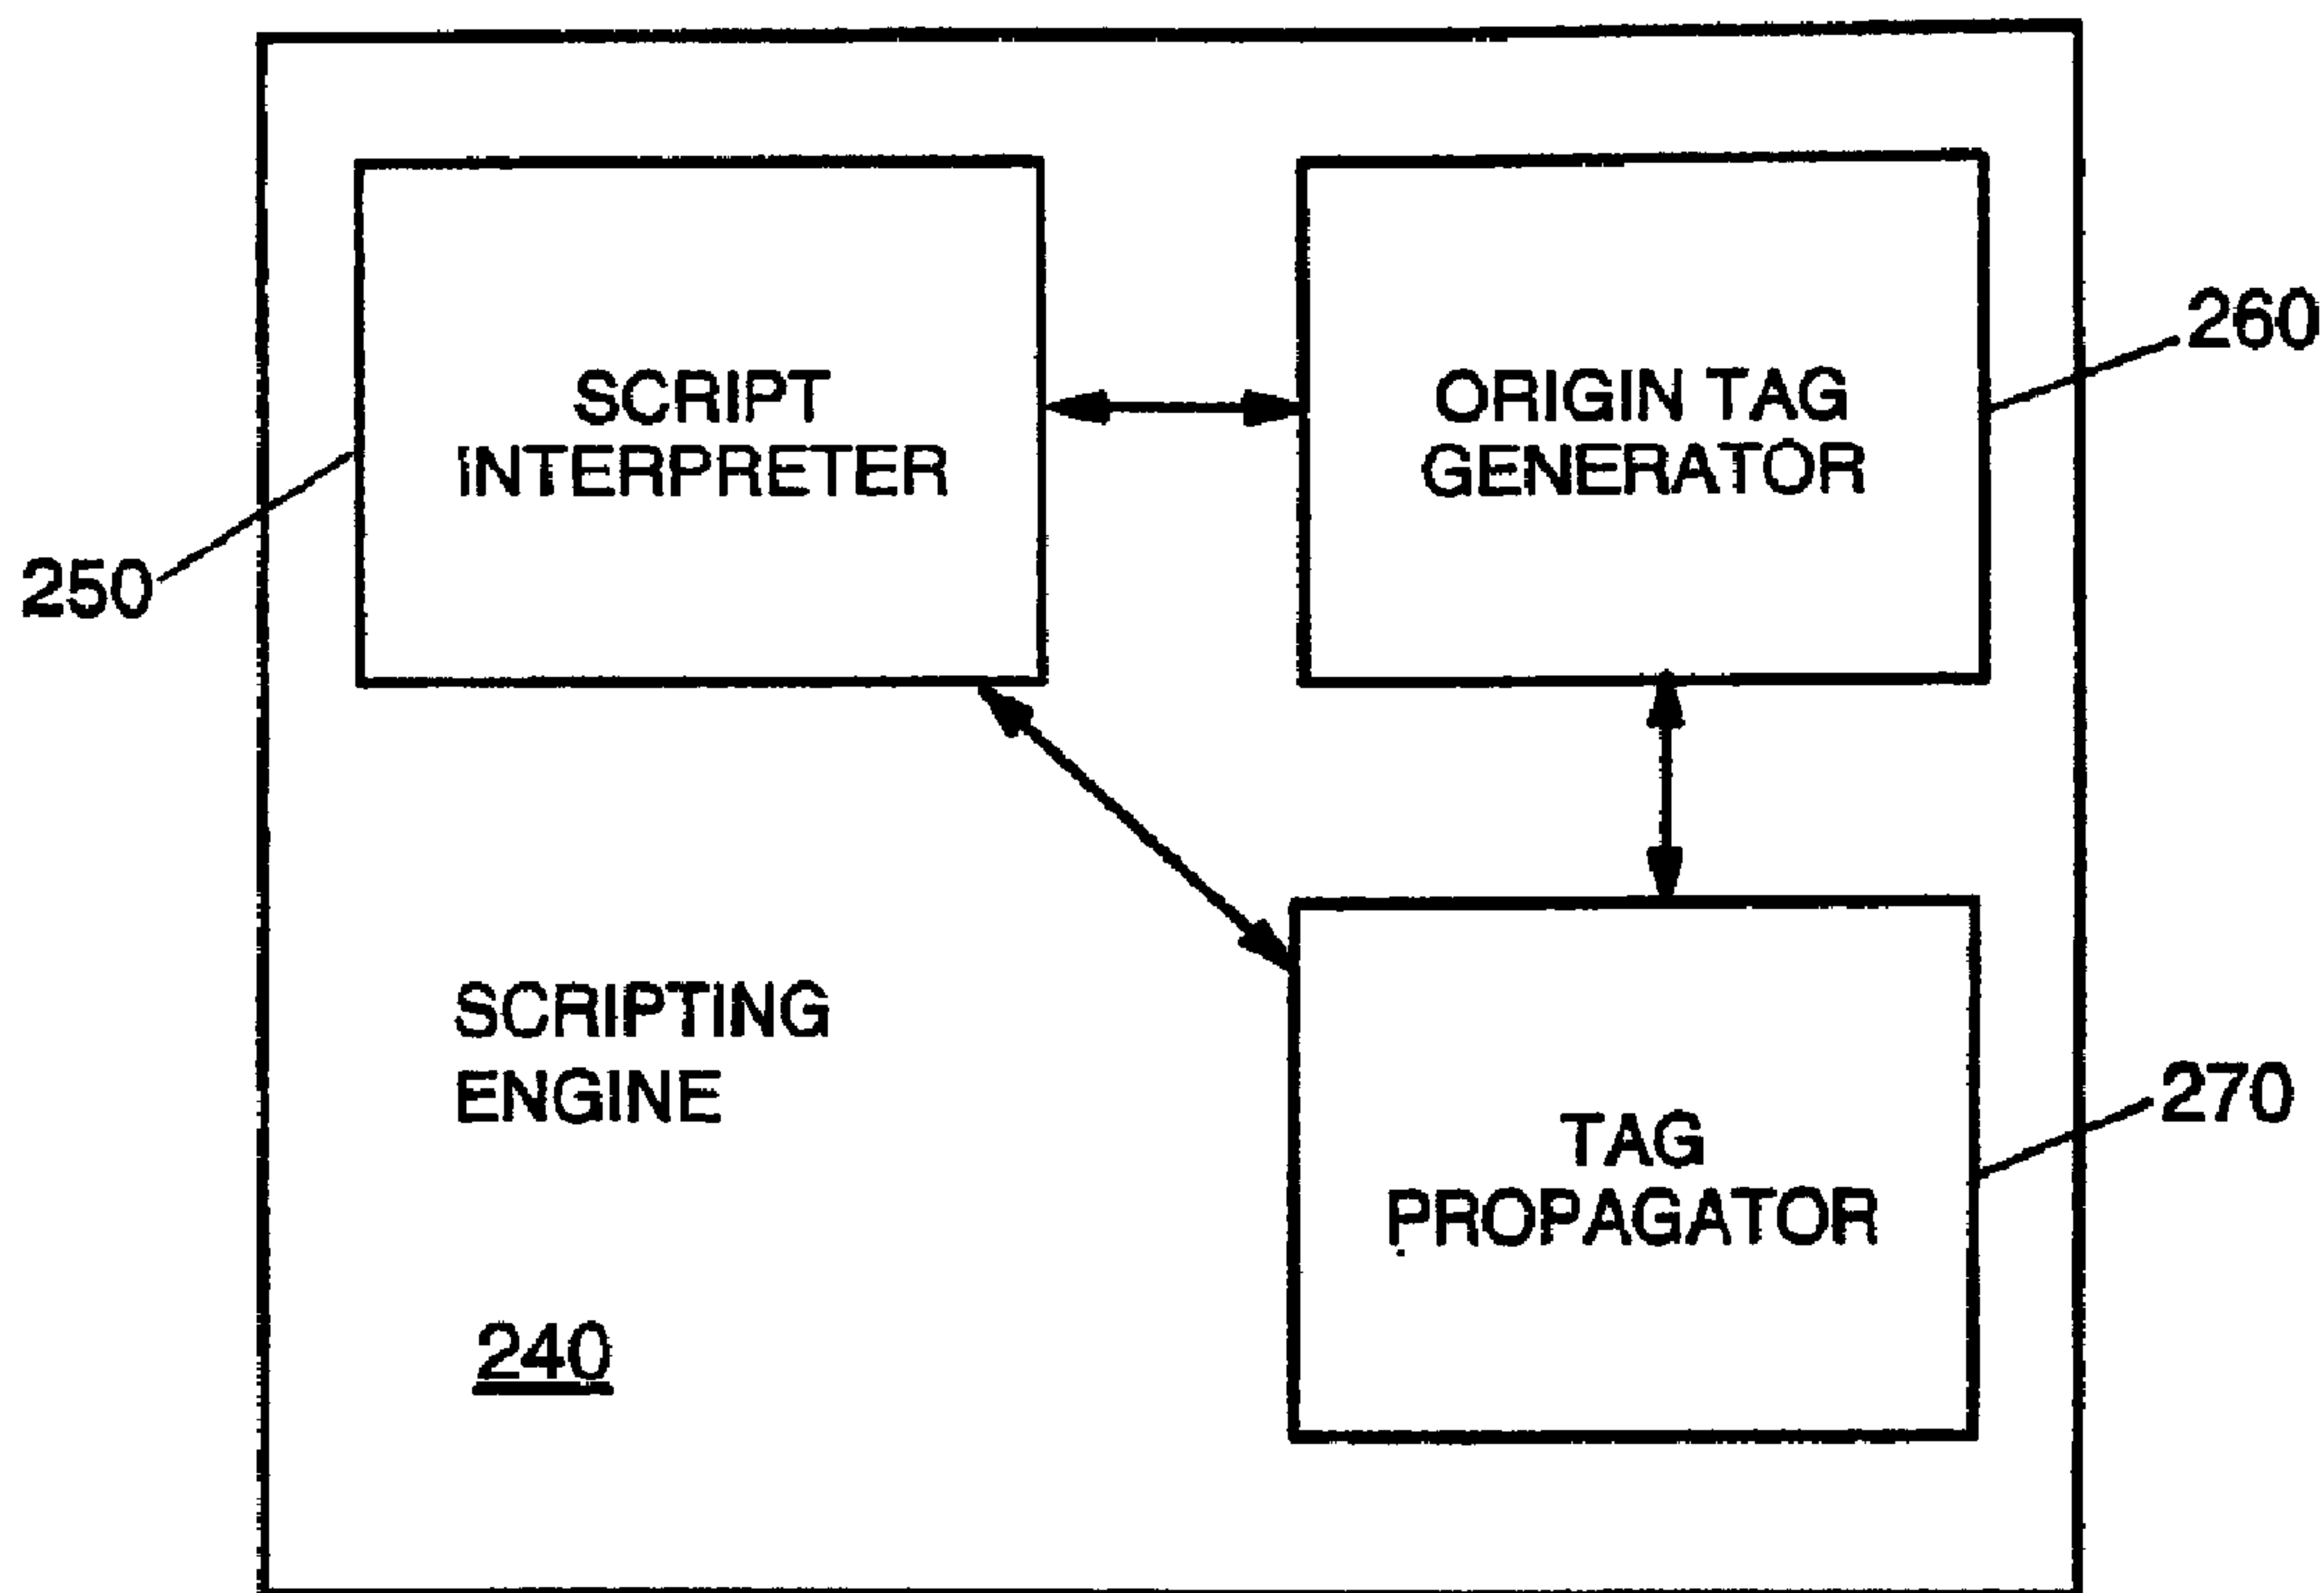 SCRIPT
INTERPRETER
ORIGIN TAG
GENERATOR
260
250
SCRIPTING
ENGINE
240
TAG
PROPAGATOR
270